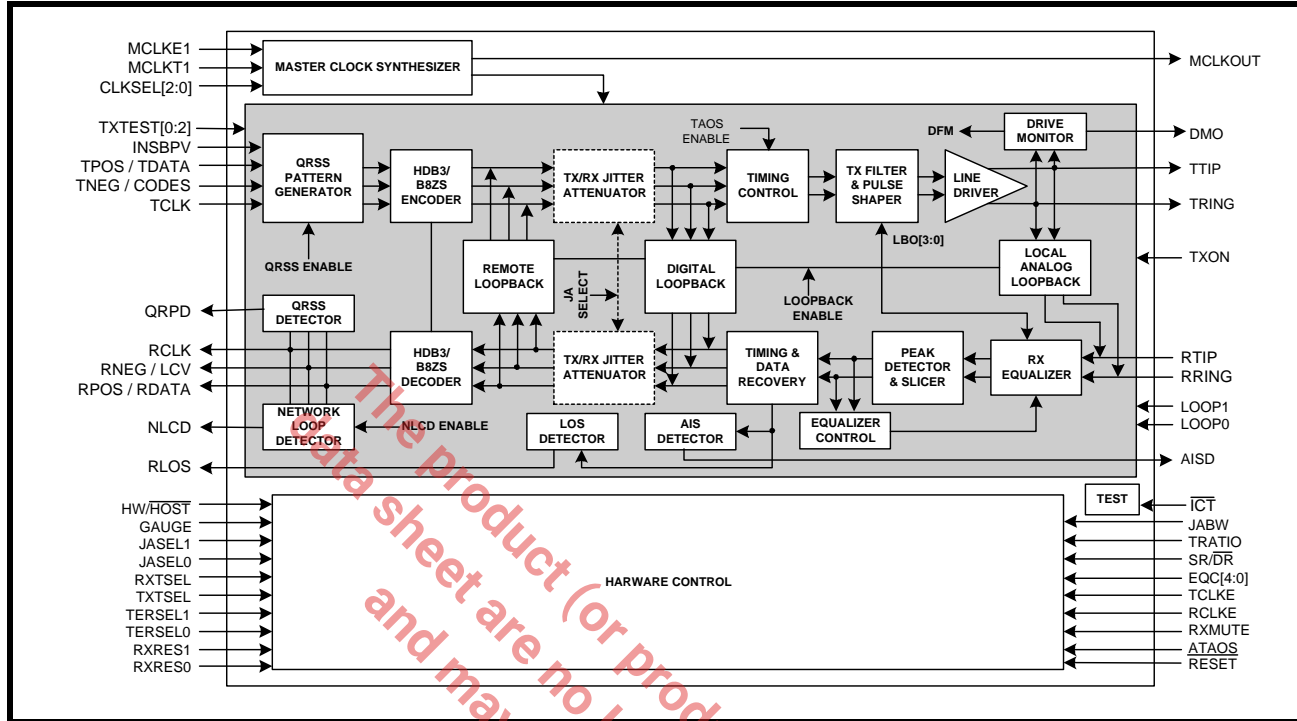 MCLKE1
MCLKT1
CLKSEL[2:0]
MASTER CLOCK SYNTHESIZER
MCLKOUT
TXTEST[0:2]
INSBPV
TPOS / TDATA
TNEG / CODES
TCLK
QRSS
PATTERN
GENERATOR
HDB3/
B8ZS
ENCODER
TX/RX JITTER
ATTENUATOR
TAOS
ENABLE
TIMING
CONTROL
TX FILTER
& PULSE
SHAPER
LINE
DRIVER
DFM
DRIVE
MONITOR
DMO
TTIP
TRING
QRSS ENABLE
REMOTE
LOOPBACK
JA
SELECT
DIGITAL
LOOPBACK
LOOPBACK
ENABLE
LBO[3:0]
LOCAL
ANALOG
LOOPBACK
TXON
QRPD
RCLK
RNEG / LCV
RPOS / RDATA
NLCD
RLOS
QRSS
DETECTOR
NETWORK
LOOP
DETECTOR
NLCD ENABLE
HDB3/
B8ZS
DECODER
TX/RX JITTER
ATTENUATOR
TIMING &
DATA
RECOVERY
PEAK
DETECTOR
& SLICER
RX
EQUALIZER
LOS
DETECTOR
AIS
DETECTOR
EQUALIZER
CONTROL
RTIP
RRING
LOOP1
LOOP0
AISD
HW/HOST
GAUGE
JASEL1
JASEL0
RXTSEL
TXTSEL
TERSEL1
TERSEL0
RXRES1
RXRES0
HARWARE CONTROL
TEST
ICT
JABW
TRATIO
SR/DR
EQC[4:0]
TCLKE
RCLKE
RXMUTE
ATAOS
RESET
The product (or prod
data sheet are no l
and may